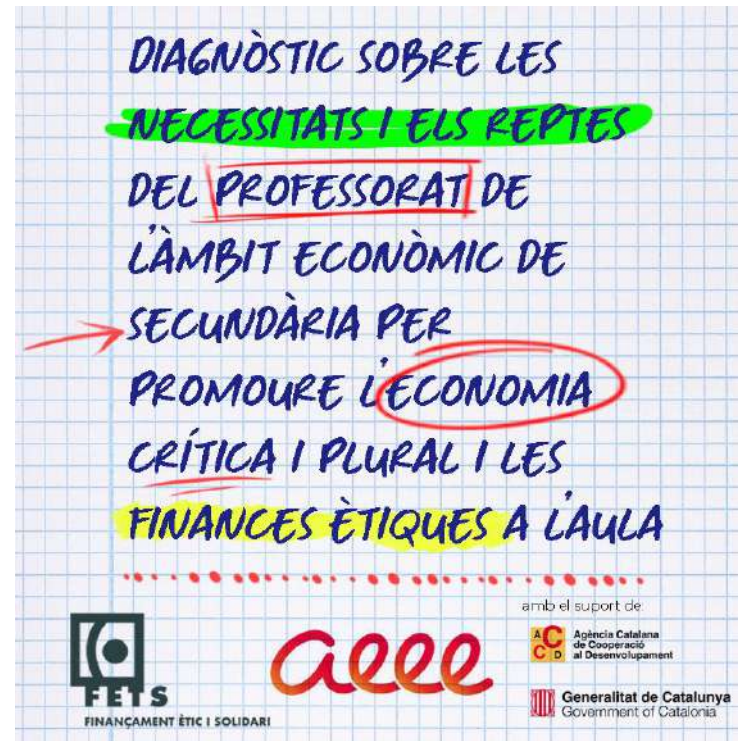 DIAGNÒSTIC SOBRE LES
NECESSITATS I ELS REPTES
DEL PROFESSORAT DE
L'ÀMBIT ECONÒMIC DE
SECUNDÀRIA PER
PROMOURE L'ECONOMIA
CRÍTICA I PLURAL I LES
FINANCES ÈTIQUES A L'AULA
amb el suport de:
FETS
FINANÇAMENT ÈTIC I SOLIDARI
aeee
ACCD
Agència Catalana
de Cooperació
al Desenvolupament
Generalitat de Catalunya
Government of Catalonia